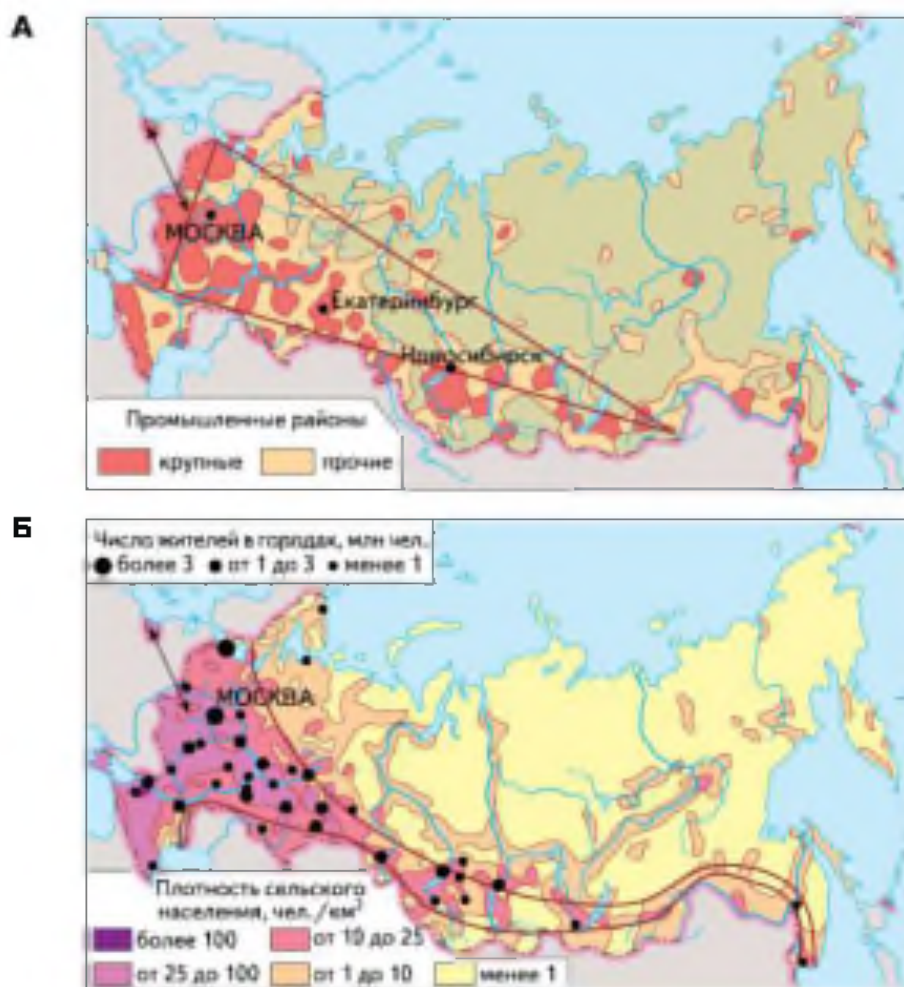 А
МОСКВА
Екатеринбург
Новосибирск
Промышленные районы
крупные
прочие
Б
Число жителей в городах, млн чел.
более 3
от 1 до 3
менее 1
МОСКВА
Плотность сельского
населения, чел./км²
более 100
от 10 до 25
от 25 до 100
от 1 до 10
менее 1